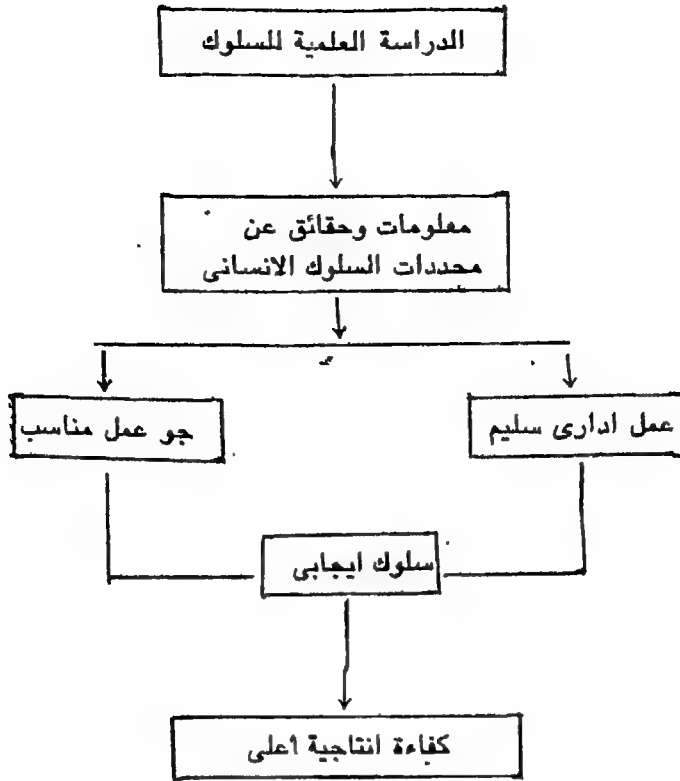 الدراسة العلمية للسلوك
معلومات وحقائق عن
محددات السلوك الانسانى
عمل ادارى سليم
جو عمل مناسب
سلوك ايجابى
كفاءة انتاجية اعلى